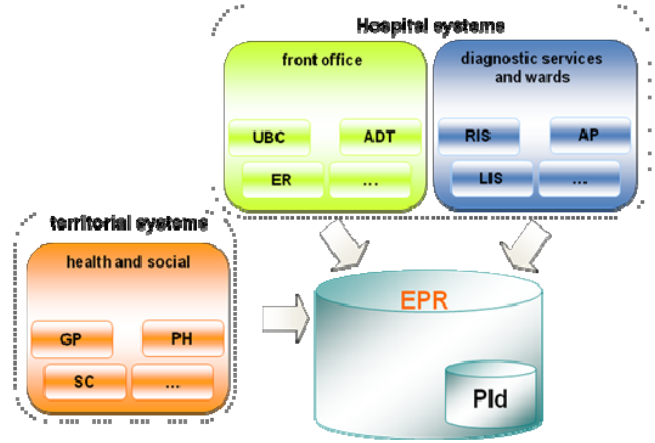 Hospital systems
front office
UBC
ADT
ER
...
diagnostic services
and wards
RIS
AP
LIS
...
territorial systems
health and social
GP
PH
SC
...
EPR
PId